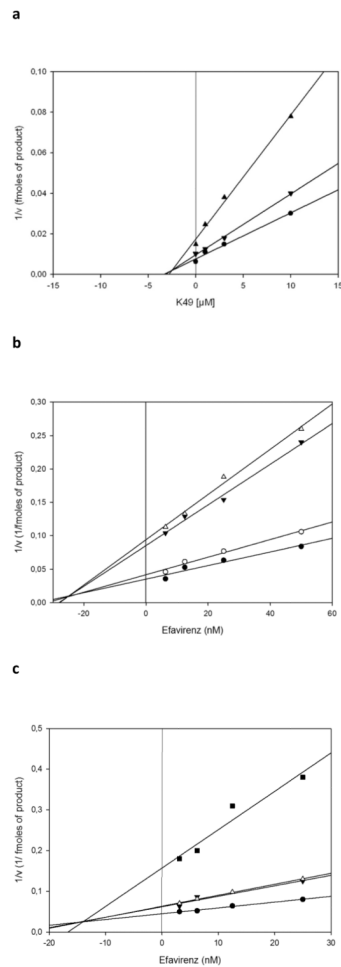 a
0,10
0,08
0,06
0,04
0,02
0,00
1/v (fmoles of product)
-15 -10 -5 0 5 10 15
K49 [µM]
b
0,30
0,25
0,20
0,15
0,10
0,05
0,00
1/v (1/fmoles of product)
-20 0 20 40 60
Efavirenz (nM)
c
0,5
0,4
0,3
0,2
0,1
0,0
1/v (1/ fmoles of product)
-20 -10 0 10 20 30
Efavirenz (nM)